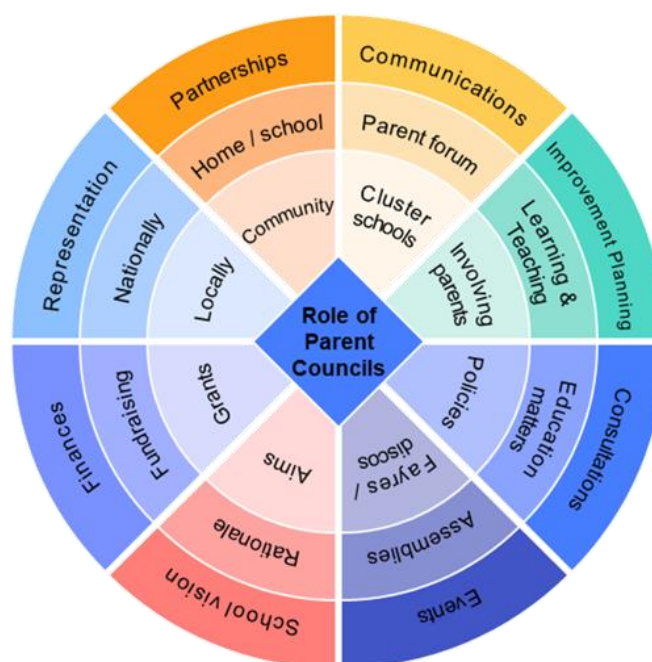 Role of
Parent
Councils
Communications
Parent forum
Cluster
schools
Improvement Planning
Learning &
Teaching
Involving
parents
Consultations
Education
matters
Policies
Events
Assemblies
Fayres /
discos
School vision
Rationale
Aims
Finances
Fundraising
Grants
Representation
Nationally
Locally
Partnerships
Home / school
Community